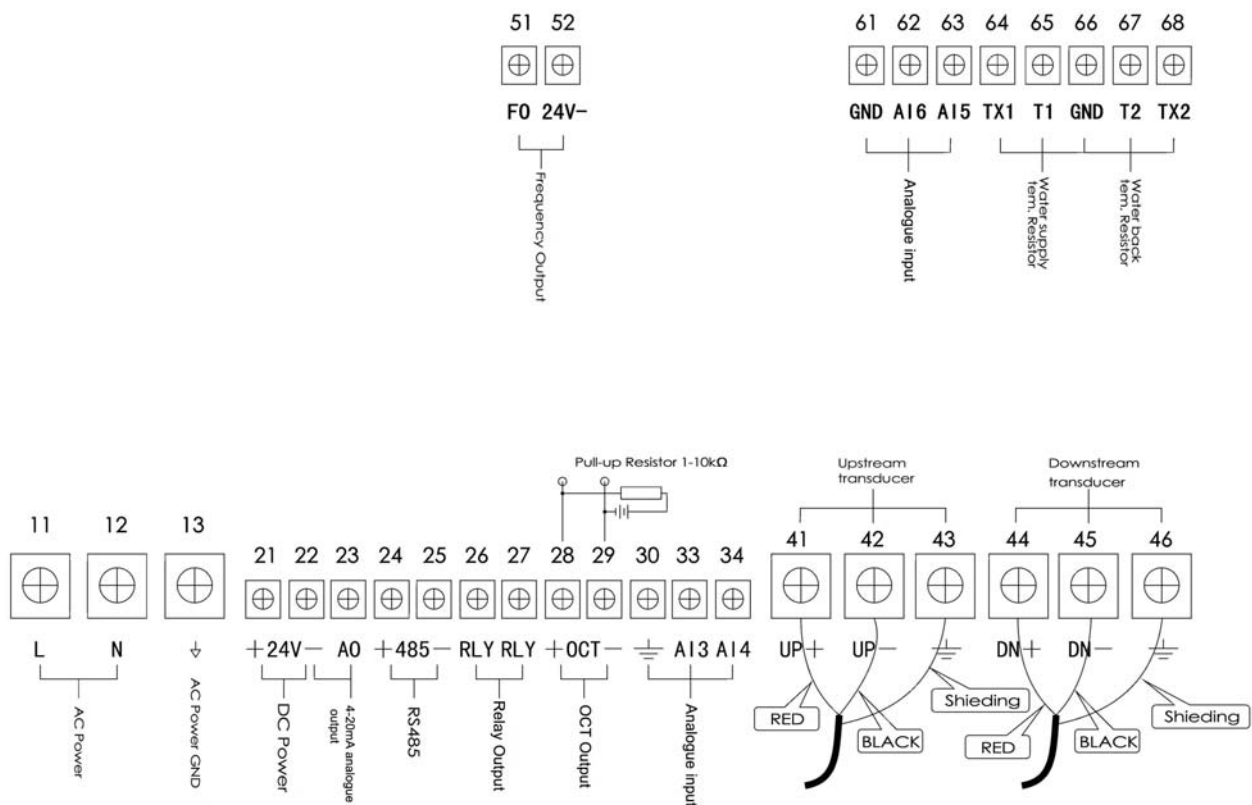 51 52
FO 24V-
Frequency Output
61 62 63 64 65 66 67 68
GND AI6 AI5 TX1 T1 GND T2 TX2
Analogue input
Water supply
tem. Resistor
Water back
tem. Resistor
Pull-up Resistor 1-10kΩ
Upstream
transducer
Downstream
transducer
11 12 13
21 22 23 24 25 26 27 28 29 30 33 34
41 42 43 44 45 46
L N
+24V- AO +485- RLY RLY +OCT- AI3 AI4
UP+ UP- DN+ DN-
AC Power
AC Power GND
DC Power
4-20mA analogue
output
RS485
Relay Output
OCT Output
Analogue input
RED
BLACK
Shieding
RED
BLACK
Shieding